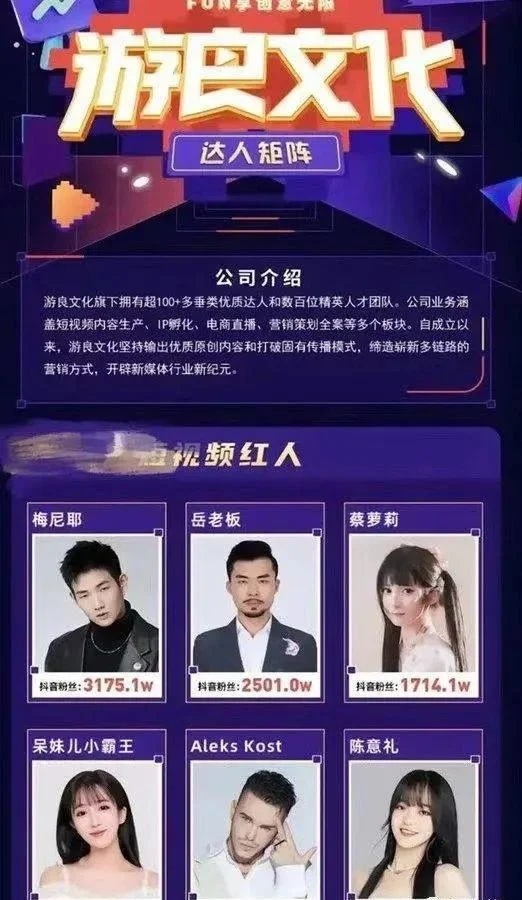 FUN享创意无限
游良文化
达人矩阵
公司介绍
游良文化旗下拥有超100+多垂类优质达人和数百位精英人才团队。公司业务涵
盖短视频内容生产、IP孵化、电商直播、营销策划全案等多个板块。自成立以
来，游良文化坚持输出优质原创内容和打破固有传播模式，缔造崭新多链路的
营销方式，开辟新媒体行业新纪元。
短视频红人
梅尼耶
岳老板
蔡萝莉
抖音粉丝:3175.1W
抖音粉丝:2501.0W
抖音粉丝:1714.1W
呆妹儿小霸王
Aleks Kost
陈意礼